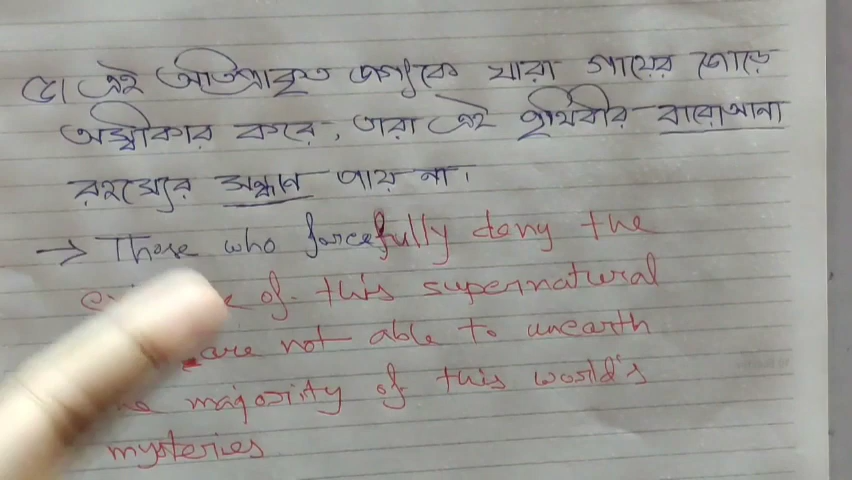 ৫। এই অতিপ্রাকৃত জগৎকে যারা গায়ের জোড়ে
অস্বীকার করে, তারা এই পৃথিবীর বারোআনা
রহস্যের সন্ধান পায় না।
→ Those who forcefully deny the
of this supernatural
are not able to unearth
majority of this world's
mysteries